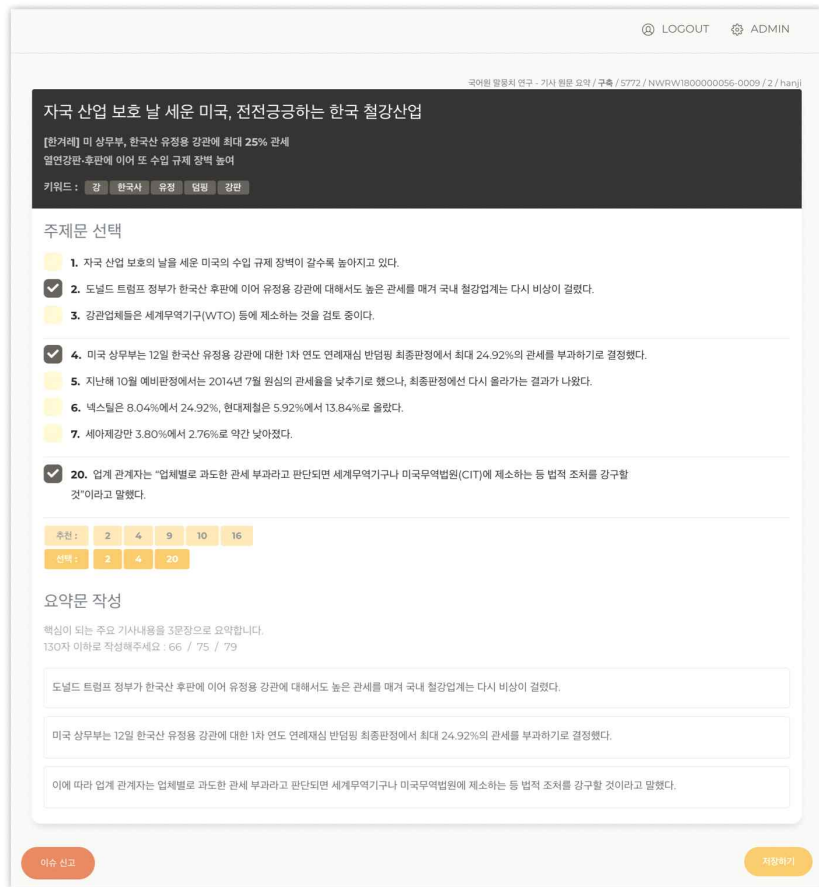 LOGOUT ADMIN
국어원 말뭉치 연구 - 기사 원문 요약 / 구축 / 5772 / NWRW1800000056-0009 / 2 / hanji
자국 산업 보호 날 세운 미국, 전전긍긍하는 한국 철강산업
[한겨레] 미 상무부, 한국산 유정용 강관에 최대 25% 관세
열연강판·후판에 이어 또 수입 규제 장벽 높여
키워드 : 강 한국사 유정 덤핑 강판
주제문 선택
1. 자국 산업 보호의 날을 세운 미국의 수입 규제 장벽이 갈수록 높아지고 있다.
2. 도널드 트럼프 정부가 한국산 후판에 이어 유정용 강관에 대해서도 높은 관세를 매겨 국내 철강업계는 다시 비상이 걸렸다.
3. 강관업체들은 세계무역기구(WTO) 등에 제소하는 것을 검토 중이다.
4. 미국 상무부는 12일 한국산 유정용 강관에 대한 1차 연도 연례재심 반덤핑 최종판정에서 최대 24.92%의 관세를 부과하기로 결정했다.
5. 지난해 10월 예비판정에서는 2014년 7월 원심의 관세율을 낮추기로 했으나, 최종판정에선 다시 올라가는 결과가 나왔다.
6. 넥스틸은 8.04%에서 24.92%, 현대제철은 5.92%에서 13.84%로 올랐다.
7. 세아제강만 3.80%에서 2.76%로 약간 낮아졌다.
20. 업계 관계자는 “업체별로 과도한 관세 부과라고 판단되면 세계무역기구나 미국무역법원(CIT)에 제소하는 등 법적 조처를 강구할
것”이라고 말했다.
추천 : 2 4 9 10 16
선택 : 2 4 20
요약문 작성
핵심이 되는 주요 기사내용을 3문장으로 요약합니다.
130자 이하로 작성해주세요 : 66 / 75 / 79
도널드 트럼프 정부가 한국산 후판에 이어 유정용 강관에 대해서도 높은 관세를 매겨 국내 철강업계는 다시 비상이 걸렸다.
미국 상무부는 12일 한국산 유정용 강관에 대한 1차 연도 연례재심 반덤핑 최종판정에서 최대 24.92%의 관세를 부과하기로 결정했다.
이에 따라 업계 관계자는 업체별로 과도한 관세 부과라고 판단되면 세계무역기구나 미국무역법원에 제소하는 등 법적 조처를 강구할 것이라고 말했다.
이슈 신고 저장하기